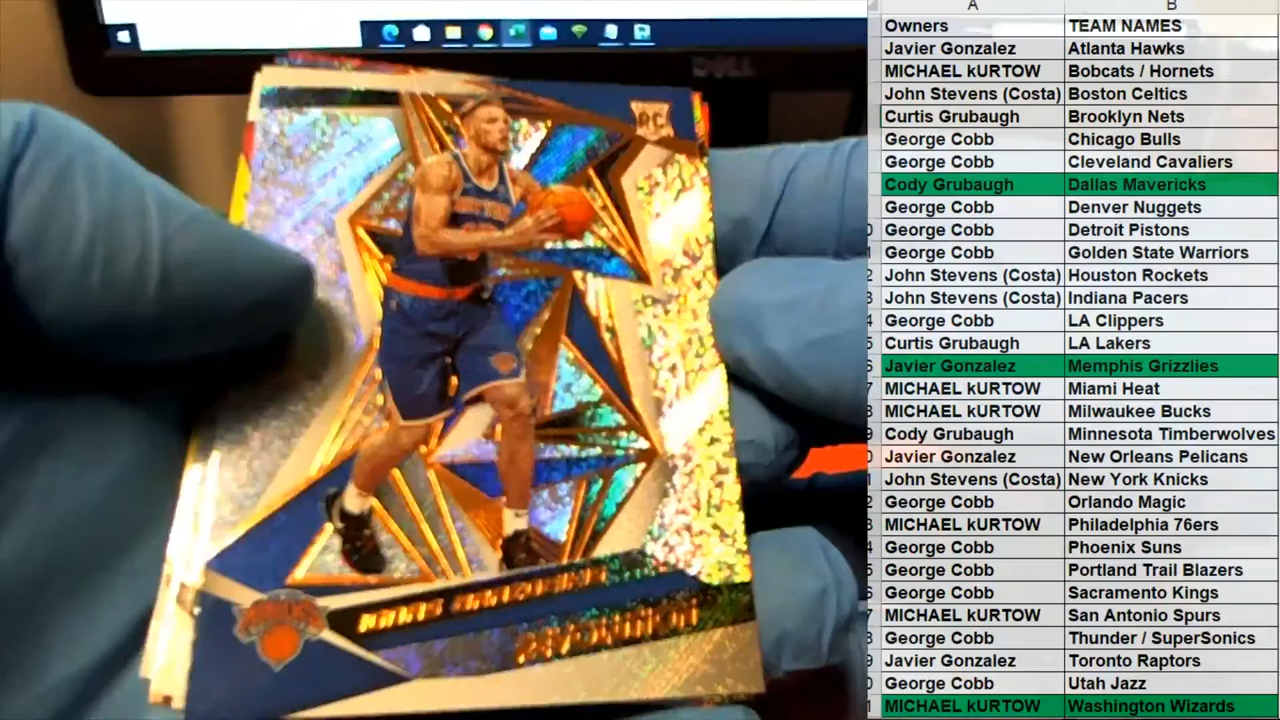 A B
Owners TEAM NAMES
Javier Gonzalez Atlanta Hawks
MICHAEL kURTOW Bobcats / Hornets
John Stevens (Costa) Boston Celtics
Curtis Grubaugh Brooklyn Nets
George Cobb Chicago Bulls
George Cobb Cleveland Cavaliers
Cody Grubaugh Dallas Mavericks
George Cobb Denver Nuggets
George Cobb Detroit Pistons
George Cobb Golden State Warriors
John Stevens (Costa) Houston Rockets
John Stevens (Costa) Indiana Pacers
George Cobb LA Clippers
Curtis Grubaugh LA Lakers
Javier Gonzalez Memphis Grizzlies
MICHAEL kURTOW Miami Heat
MICHAEL kURTOW Milwaukee Bucks
Cody Grubaugh Minnesota Timberwolves
Javier Gonzalez New Orleans Pelicans
John Stevens (Costa) New York Knicks
George Cobb Orlando Magic
MICHAEL kURTOW Philadelphia 76ers
George Cobb Phoenix Suns
George Cobb Portland Trail Blazers
George Cobb Sacramento Kings
MICHAEL kURTOW San Antonio Spurs
George Cobb Thunder / SuperSonics
Javier Gonzalez Toronto Raptors
George Cobb Utah Jazz
MICHAEL kURTOW Washington Wizards
DELL
RC
REVOLUTION